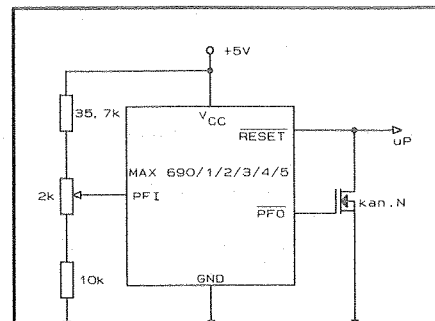 +5V
35,7k
VCC
RESET
uP
MAX 690/1/2/3/4/5
2k
PFI
PFO
kan.N
10k
GND